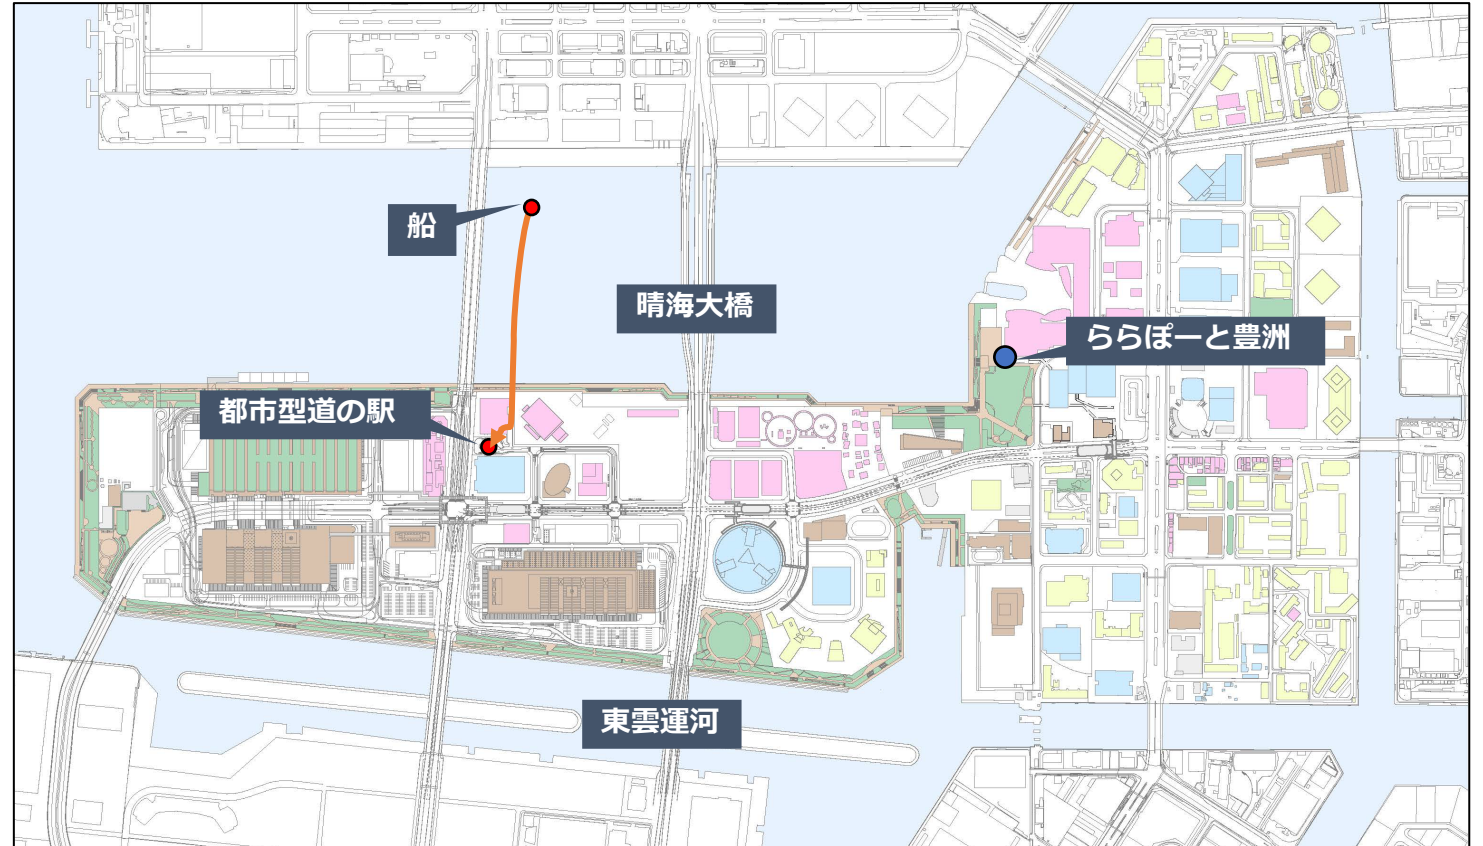 船
晴海大橋
ららぽーと豊洲
都市型道の駅
東雲運河